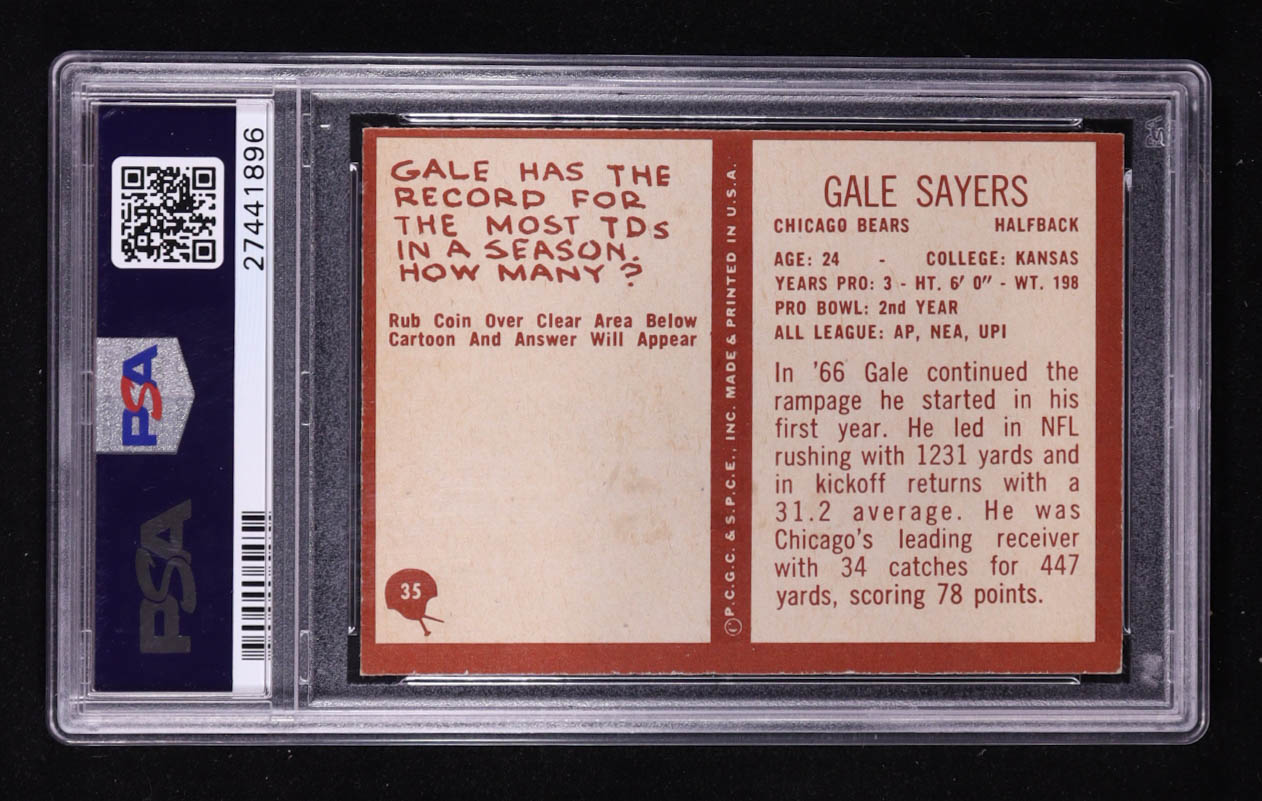 27441896
PSA
PSA
GALE HAS THE
RECORD FOR
THE MOST TDs
IN A SEASON.
HOW MANY?
Rub Coin Over Clear Area Below
Cartoon And Answer Will Appear
35
© P.C.G.C. & S.P.C.E., INC. MADE & PRINTED IN U.S.A.
GALE SAYERS
CHICAGO BEARS HALFBACK
AGE: 24 - COLLEGE: KANSAS
YEARS PRO: 3 - HT. 6' 0" - WT. 198
PRO BOWL: 2nd YEAR
ALL LEAGUE: AP, NEA, UPI
In '66 Gale continued the
rampage he started in his
first year. He led in NFL
rushing with 1231 yards and
in kickoff returns with a
31.2 average. He was
Chicago's leading receiver
with 34 catches for 447
yards, scoring 78 points.
PSA